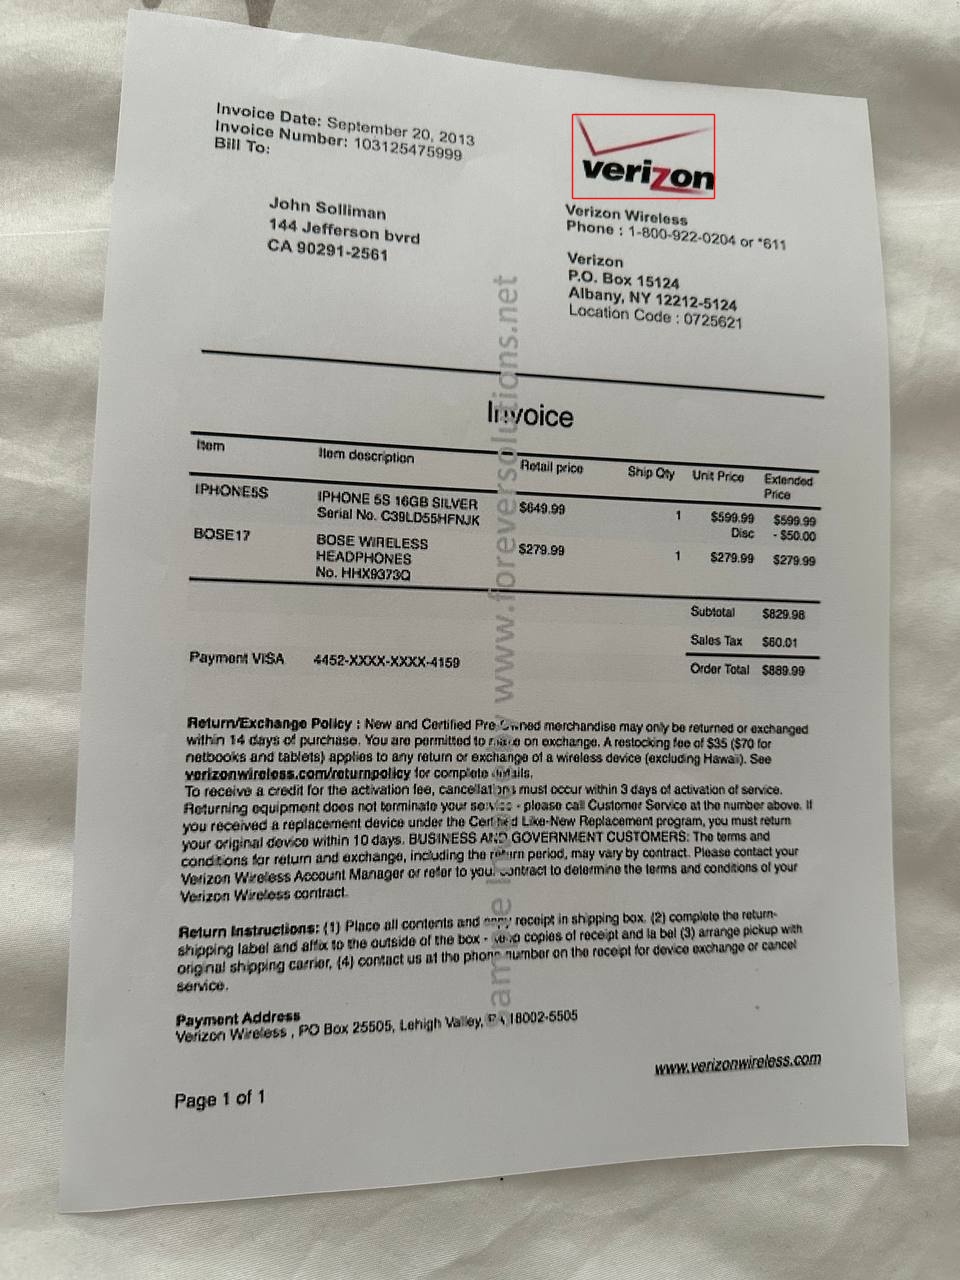 Invoice Date: September 20, 2013
Invoice Number: 103125475999
Bill To:
John Solliman
144 Jefferson bvrd
CA 90291-2561
verizon
Verizon Wireless
Phone : 1-800-922-0204 or *611
Verizon
P.O. Box 15124
Albany, NY 12212-5124
Location Code : 0725621
Invoice
Item Item description Retail price Ship Qty Unit Price Extended Price
IPHONE5S IPHONE 5S 16GB SILVER $649.99 1 $599.99 $599.99
Serial No. C39LD55HFNJK Disc - $50.00
BOSE17 BOSE WIRELESS $279.99 1 $279.99 $279.99
HEADPHONES
No. HHX9373Q
Subtotal $829.98
Sales Tax $60.01
Payment VISA 4452-XXXX-XXXX-4159
Order Total $889.99
Return/Exchange Policy : New and Certified Pre Owned merchandise may only be returned or exchanged
within 14 days of purchase. You are permitted to make on exchange. A restocking fee of $35 ($70 for
netbooks and tablets) applies to any return or exchange of a wireless device (excluding Hawaii). See
verizonwireless.com/returnpolicy for complete details.
To receive a credit for the activation fee, cancellations must occur within 3 days of activation of service.
Returning equipment does not terminate your service - please call Customer Service at the number above. If
you received a replacement device under the Certified Like-New Replacement program, you must return
your original device within 10 days. BUSINESS AND GOVERNMENT CUSTOMERS: The terms and
conditions for return and exchange, including the return period, may vary by contract. Please contact your
Verizon Wireless Account Manager or refer to your contract to determine the terms and conditions of your
Verizon Wireless contract.
Return Instructions: (1) Place all contents and copy receipt in shipping box. (2) complete the return-
shipping label and affix to the outside of the box - keep copies of receipt and la bel (3) arrange pickup with
original shipping carrier, (4) contact us at the phone number on the receipt for device exchange or cancel
service.
Payment Address
Verizon Wireless , PO Box 25505, Lehigh Valley, PA 18002-5505
www.verizonwireless.com
Page 1 of 1
www.foreversolutions.net